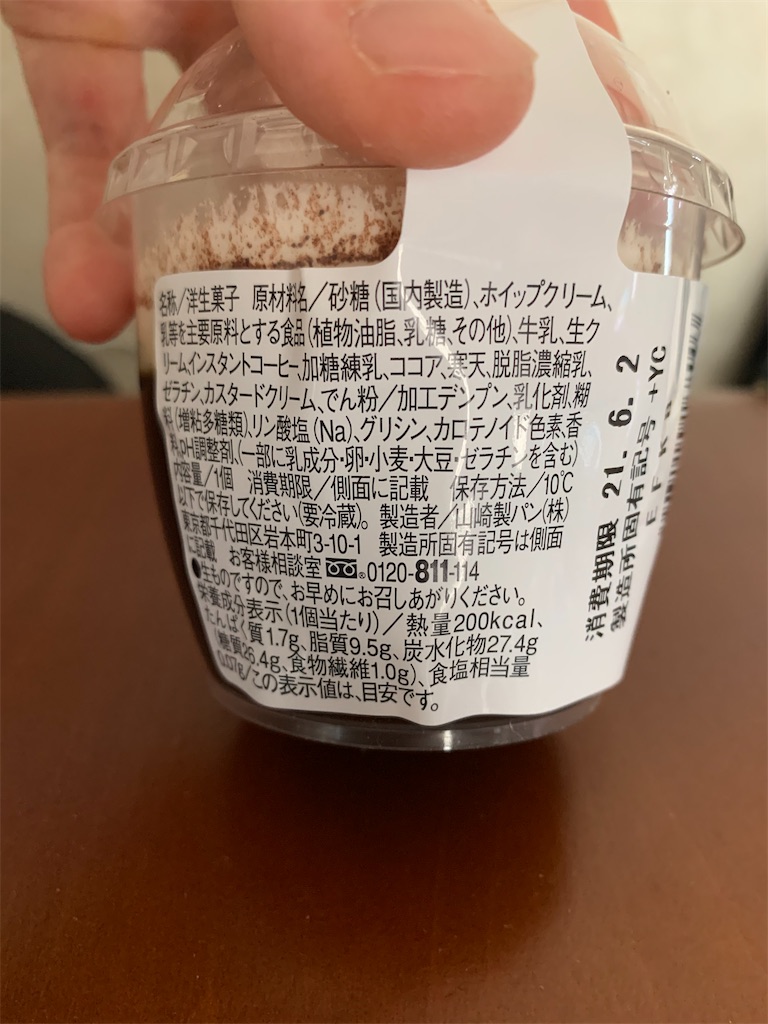 名称/洋生菓子 原材料名/砂糖(国内製造)、ホイップクリーム、
乳等を主要原料とする食品(植物油脂、乳糖、その他)、牛乳、生ク
リーム、インスタントコーヒー、加糖練乳、ココア、寒天、脱脂濃縮乳、
ゼラチン、カスタードクリーム、でん粉/加工デンプン、乳化剤、糊
料(増粘多糖類)、リン酸塩(Na)、グリシン、カロテノイド色素、香
料、pH調整剤、(一部に乳成分・卵・小麦・大豆・ゼラチンを含む)
内容量/1個 消費期限/側面に記載 保存方法/10℃
以下で保存してください(要冷蔵)。 製造者/山崎製パン(株)
東京都千代田区岩本町3-10-1 製造所固有記号は側面
に記載 お客様相談室 0120-811-114
●生ものですので、お早めにお召しあがりください。
栄養成分表示(1個当たり)/熱量200kcal、
たんぱく質1.7g、脂質9.5g、炭水化物27.4g
(糖質26.4g、食物繊維1.0g)、食塩相当量
0.07g/この表示値は、目安です。
消費期限 21. 6. 2
製造所固有記号 +YC